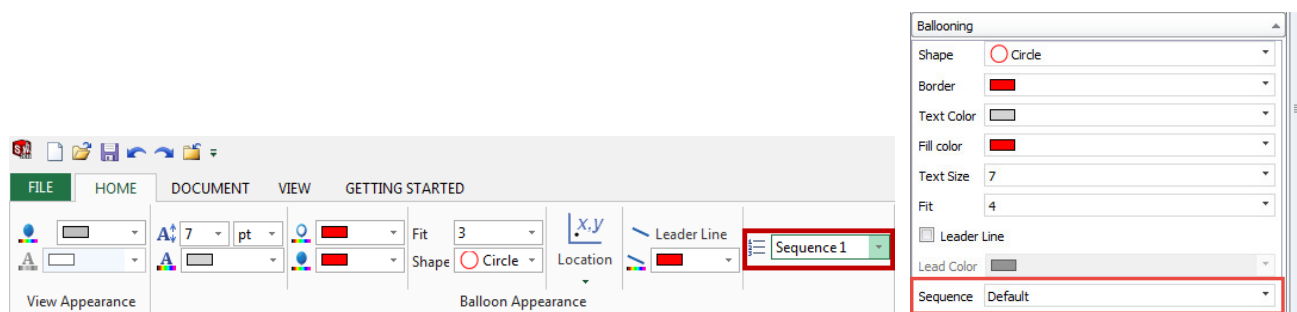 FILE HOME DOCUMENT VIEW GETTING STARTED
7 pt Fit 3 x,y Leader Line Sequence 1
Shape Circle Location
View Appearance Balloon Appearance
Ballooning
Shape Circle
Border
Text Color
Fill color
Text Size 7
Fit 4
Leader Line
Lead Color
Sequence Default